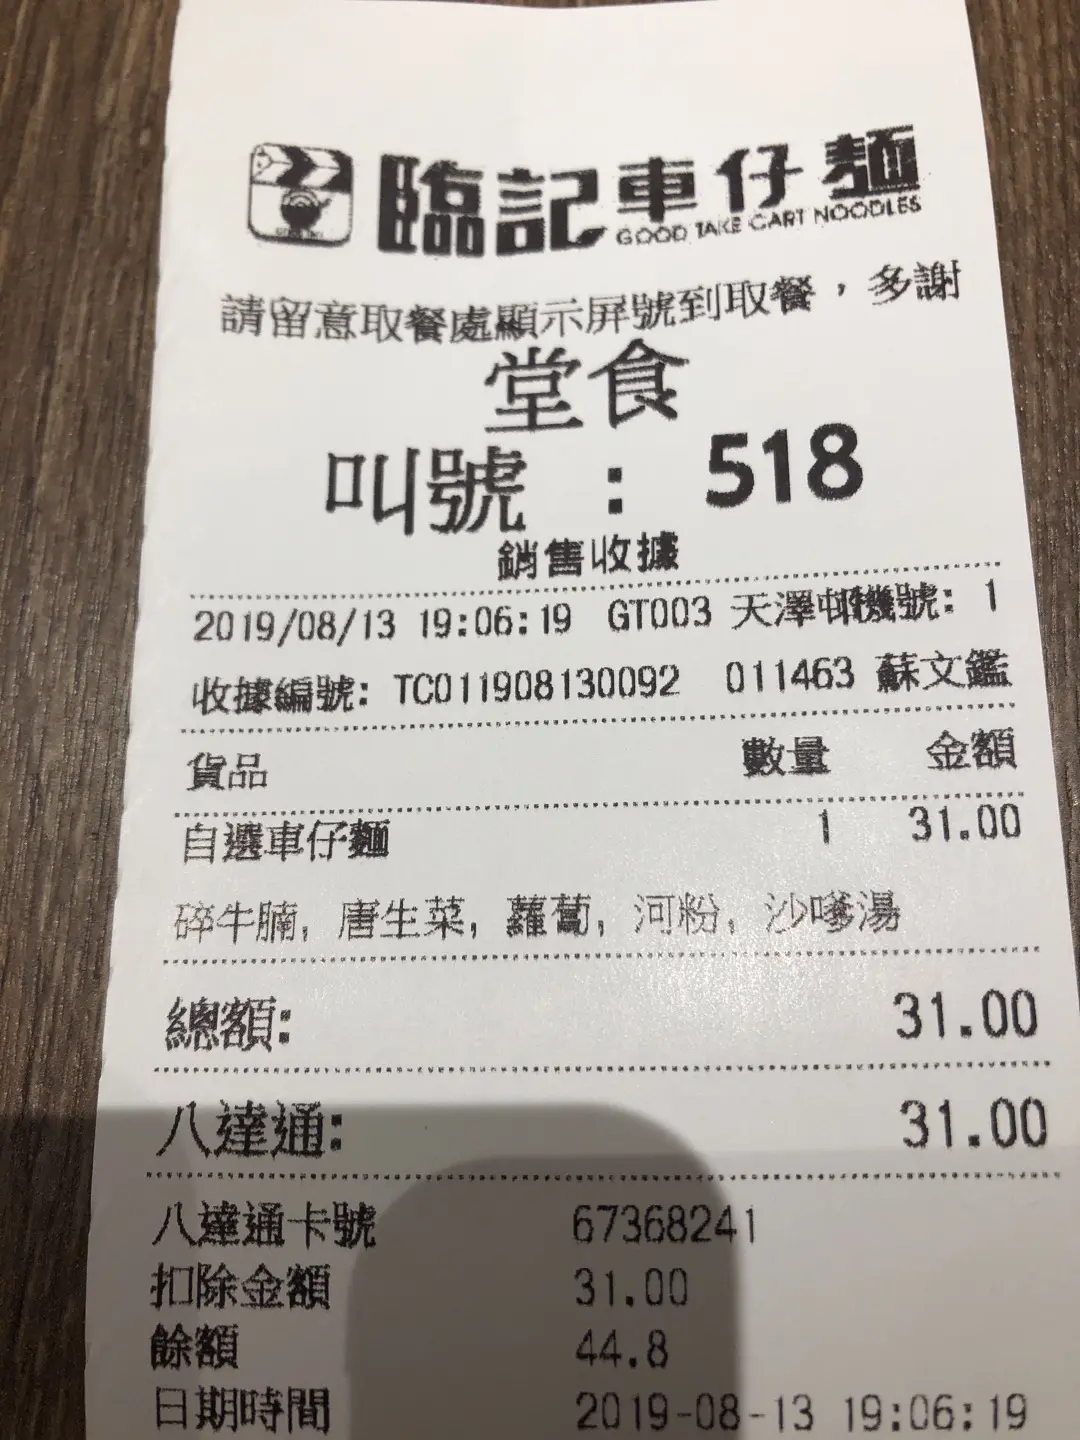 臨記車仔麵
GOOD TAKE CART NOODLES
請留意取餐處顯示屏號到取餐，多謝
堂食
叫號 : 518
銷售收據
2019/08/13 19:06:19 GT003 天澤邨機號: 1
收據編號: TC011908130092 011463 蘇文鑑
貨品 數量 金額
自選車仔麵 1 31.00
碎牛腩, 唐生菜, 蘿蔔, 河粉, 沙嗲湯
總額: 31.00
八達通: 31.00
八達通卡號 67368241
扣除金額 31.00
餘額 44.8
日期時間 2019-08-13 19:06:19